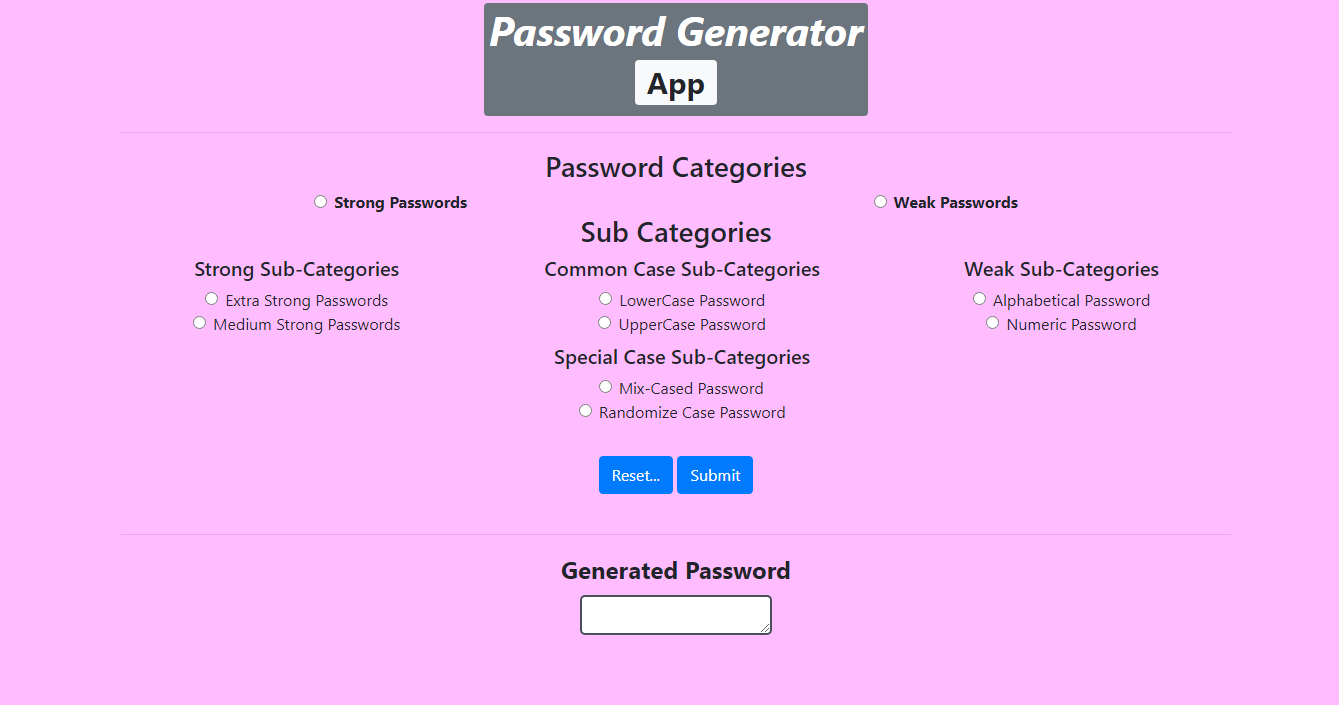 Password Generator
App
Password Categories
Strong Passwords
Weak Passwords
Sub Categories
Strong Sub-Categories
Extra Strong Passwords
Medium Strong Passwords
Common Case Sub-Categories
LowerCase Password
UpperCase Password
Special Case Sub-Categories
Mix-Cased Password
Randomize Case Password
Weak Sub-Categories
Alphabetical Password
Numeric Password
Reset...
Submit
Generated Password